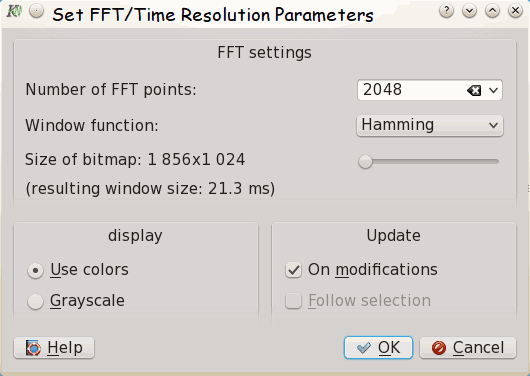 Set FFT/Time Resolution Parameters
FFT settings
Number of FFT points: 2048
Window function: Hamming
Size of bitmap: 1 856x1 024
(resulting window size: 21.3 ms)
display
Use colors
Grayscale
Update
On modifications
Follow selection
Help OK Cancel